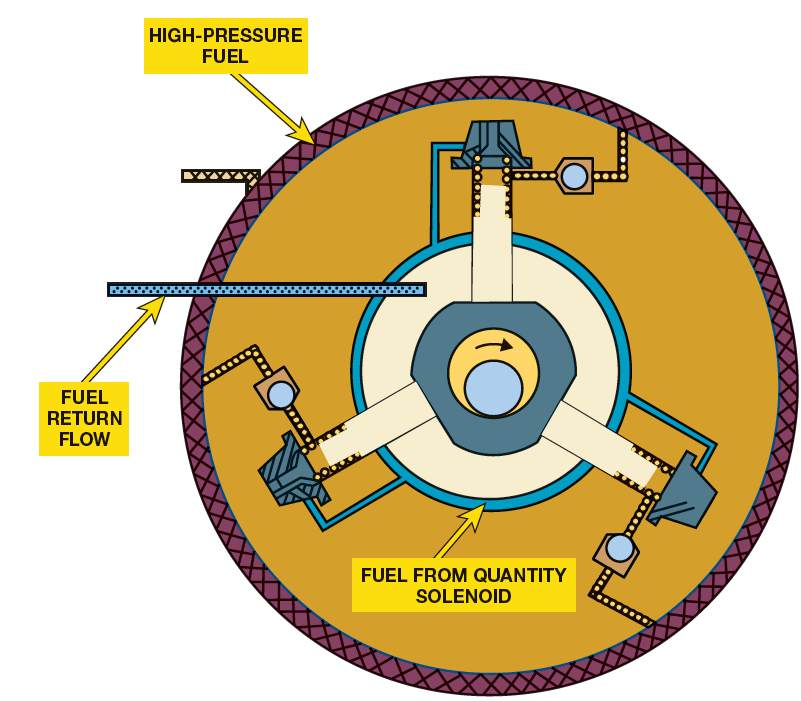 HIGH-PRESSURE
FUEL
FUEL
RETURN
FLOW
FUEL FROM QUANTITY
SOLENOID